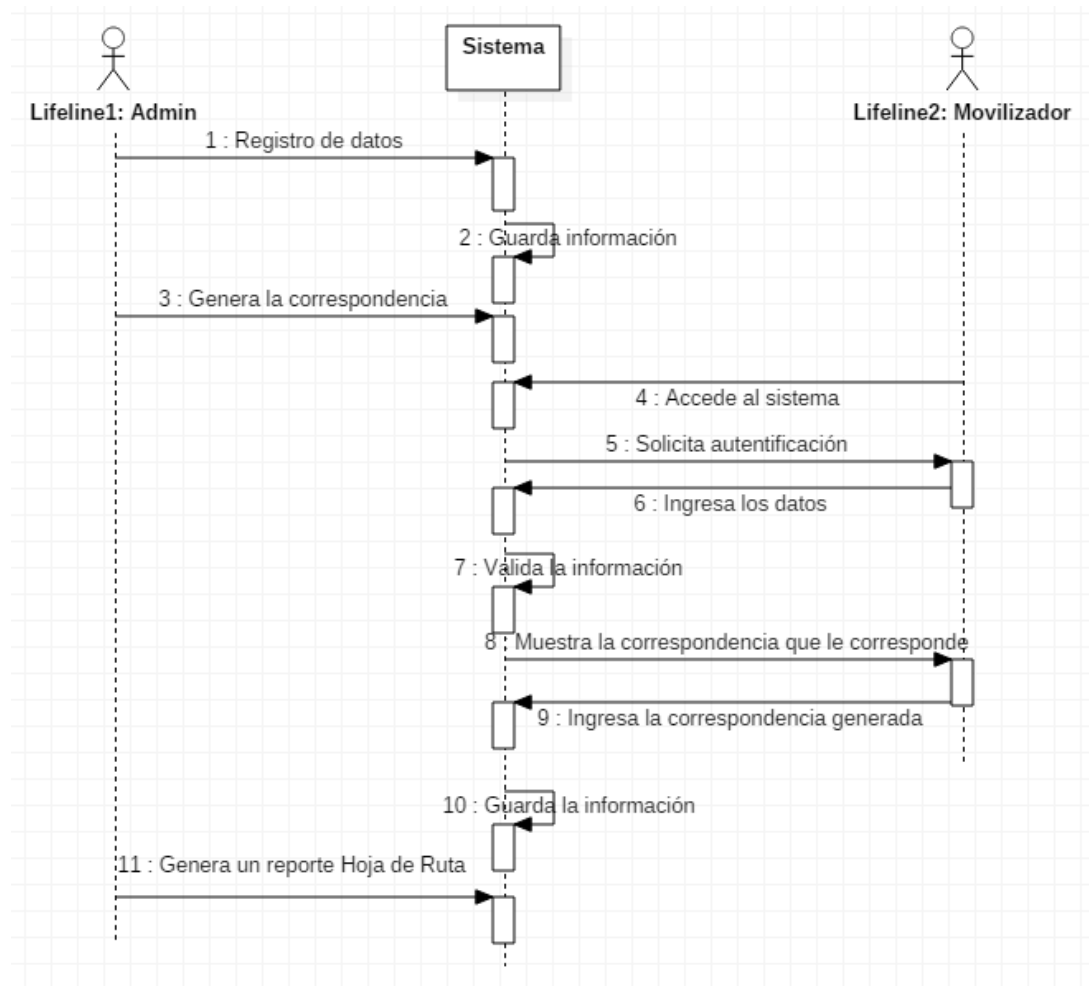 Sistema
Lifeline1: Admin
Lifeline2: Movilizador
1 : Registro de datos
2 : Guarda información
3 : Genera la correspondencia
4 : Accede al sistema
5 : Solicita autentificación
6 : Ingresa los datos
7 : Valida la información
8 : Muestra la correspondencia que le corresponde
9 : Ingresa la correspondencia generada
10 : Guarda la información
11 : Genera un reporte Hoja de Ruta